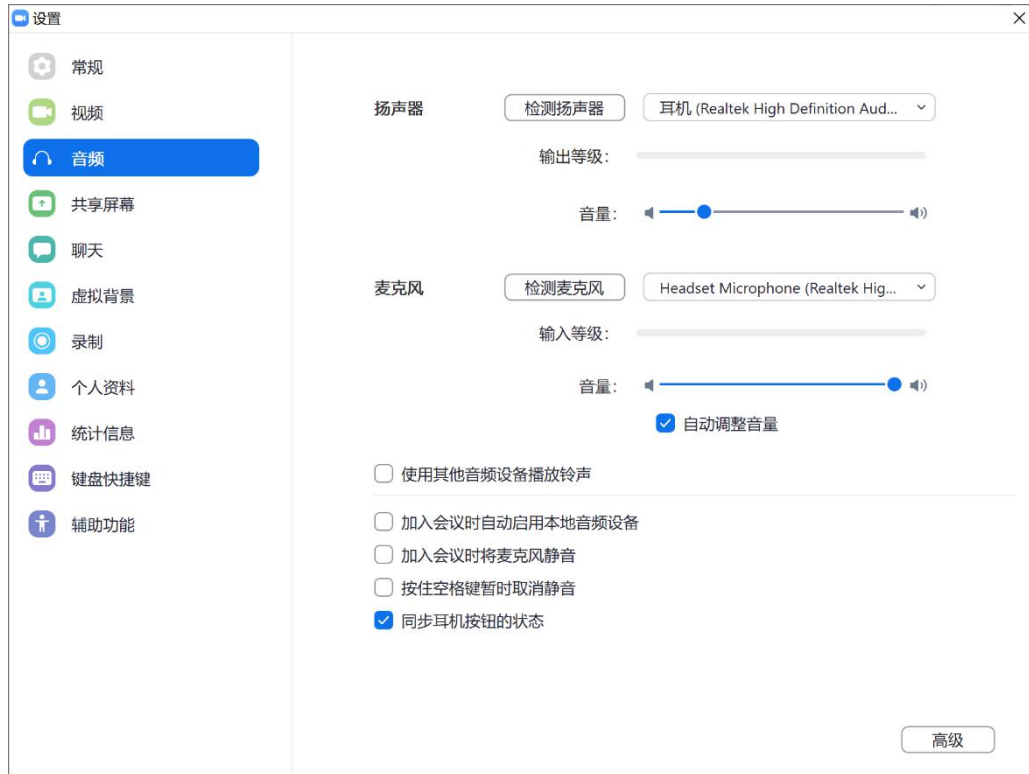 设置
常规
视频
音频
共享屏幕
聊天
虚拟背景
录制
个人资料
统计信息
键盘快捷键
辅助功能
扬声器 检测扬声器 耳机 (Realtek High Definition Aud...
输出等级:
音量:
麦克风 检测麦克风 Headset Microphone (Realtek Hig...
输入等级:
音量:
自动调整音量
使用其他音频设备播放铃声
加入会议时自动启用本地音频设备
加入会议时将麦克风静音
按住空格键暂时取消静音
同步耳机按钮的状态
高级